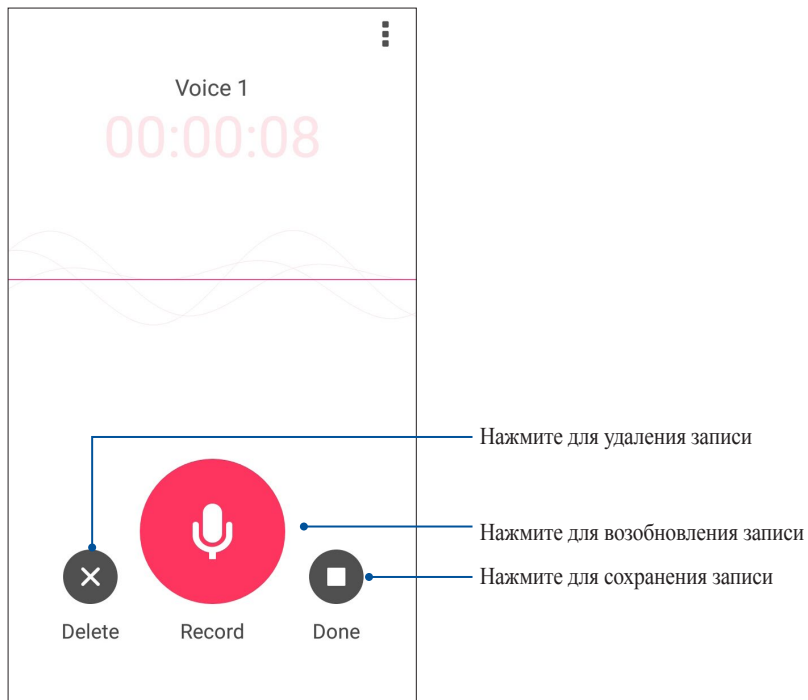 Voice 1
00:00:08
Нажмите для удаления записи
Нажмите для возобновления записи
Нажмите для сохранения записи
Delete Record Done